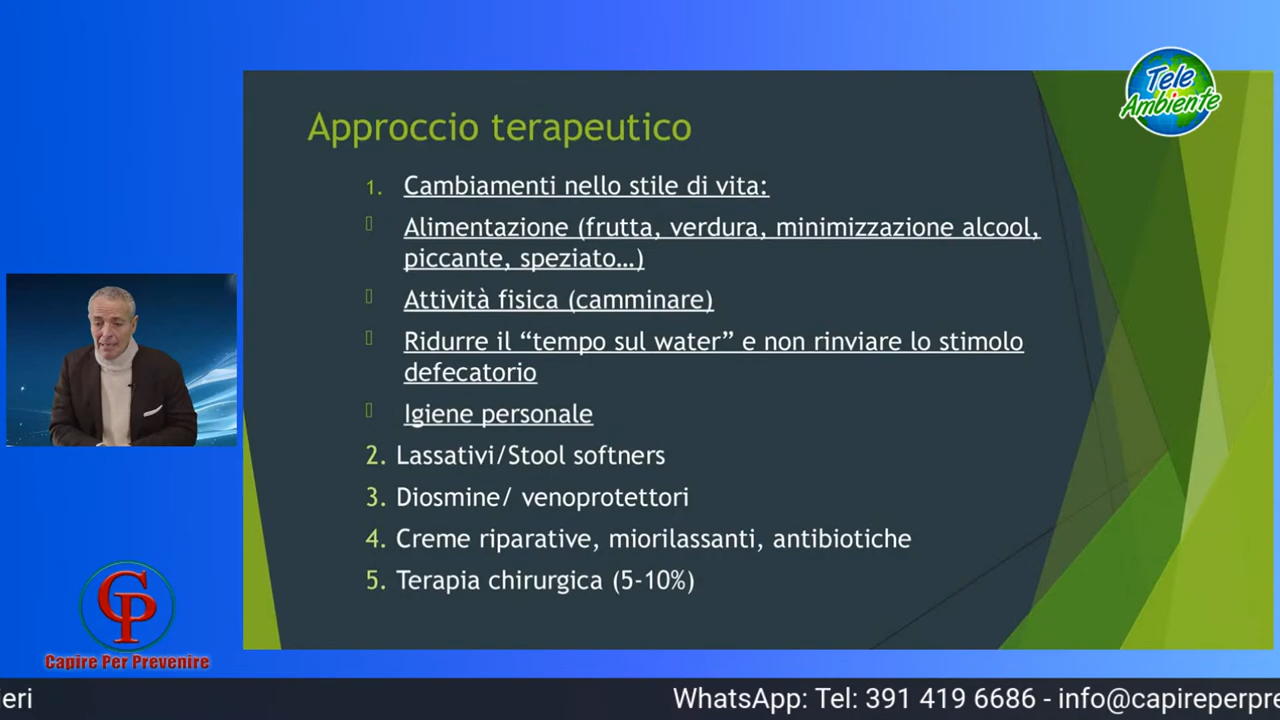 Tele
Ambiente
Approccio terapeutico
1. Cambiamenti nello stile di vita:
Alimentazione (frutta, verdura, minimizzazione alcool,
piccante, speziato…)
Attività fisica (camminare)
Ridurre il “tempo sul water” e non rinviare lo stimolo
defecatorio
Igiene personale
2. Lassativi/Stool softners
3. Diosmine/ venoprotettori
4. Creme riparative, miorilassanti, antibiotiche
5. Terapia chirurgica (5-10%)
CP
Capire Per Prevenire
ieri WhatsApp: Tel: 391 419 6686 - info@capireperpre